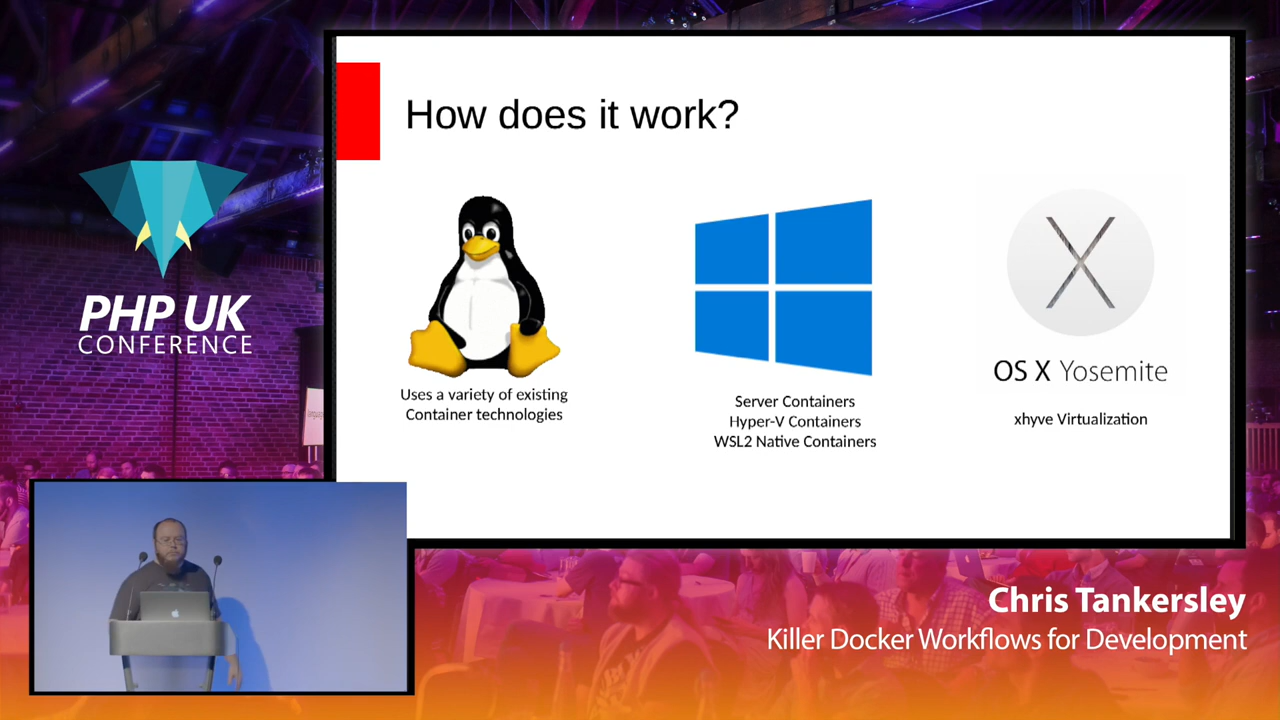 How does it work?
Uses a variety of existing
Container technologies
Server Containers
Hyper-V Containers
WSL2 Native Containers
OS X Yosemite
xhyve Virtualization
PHP UK
CONFERENCE
Chris Tankersley
Killer Docker Workflows for Development